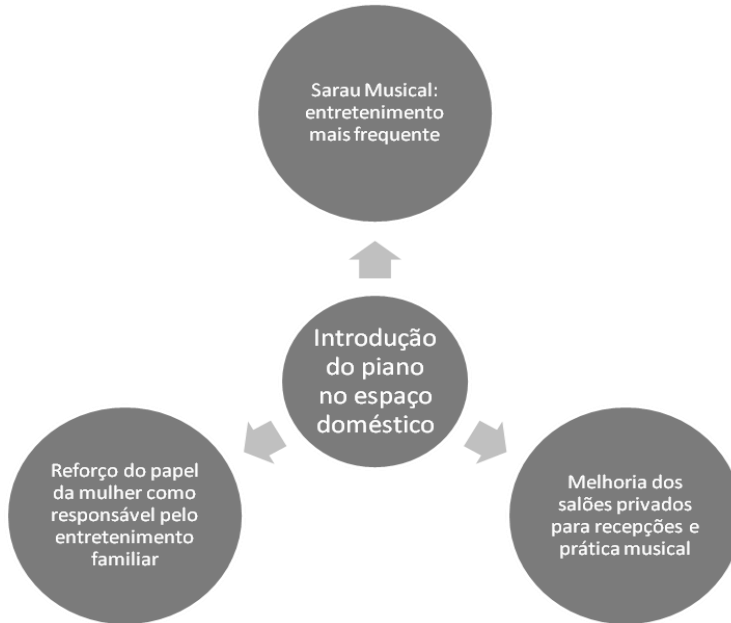 Sarau Musical:
entretenimento
mais frequente
Introdução
do piano
no espaço
doméstico
Reforço do papel
da mulher como
responsável pelo
entretenimento
familiar
Melhoria dos
salões privados
para recepções e
prática musical